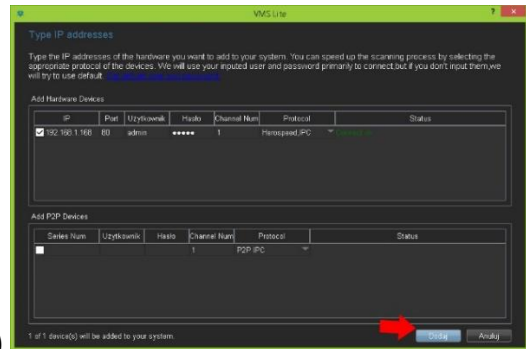 VMS Lite
Type IP addresses
Type the IP addresses of the hardware you want to add to your system. You can speed up the scanning process by selecting the
appropriate protocol of the devices. We will use your inputed user and password primarily to connect,but if you don't input them,we
will try to use default
Add Hardware Devices
IP Port Użytkownik Hasło Channel Num Protocol Status
192.168.1.168 80 admin ••••• 1 Herospeed,IPC
Add P2P Devices
Series Num Użytkownik Hasło Channel Num Protocol Status
1 P2P IPC
1 of 1 device(s) will be added to your system.
Dodaj Anuluj
)